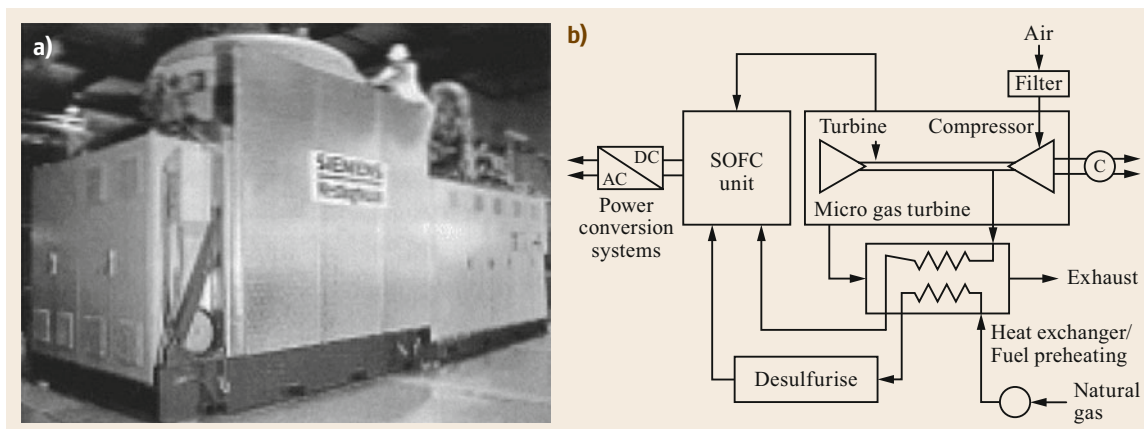 a)
SIEMENS
Westinghouse
b)
Air
Filter
Turbine
Compressor
C
SOFC
unit
DC
AC
Power
conversion
systems
Micro gas turbine
Exhaust
Heat exchanger/
Fuel preheating
Desulfurise
Natural
gas